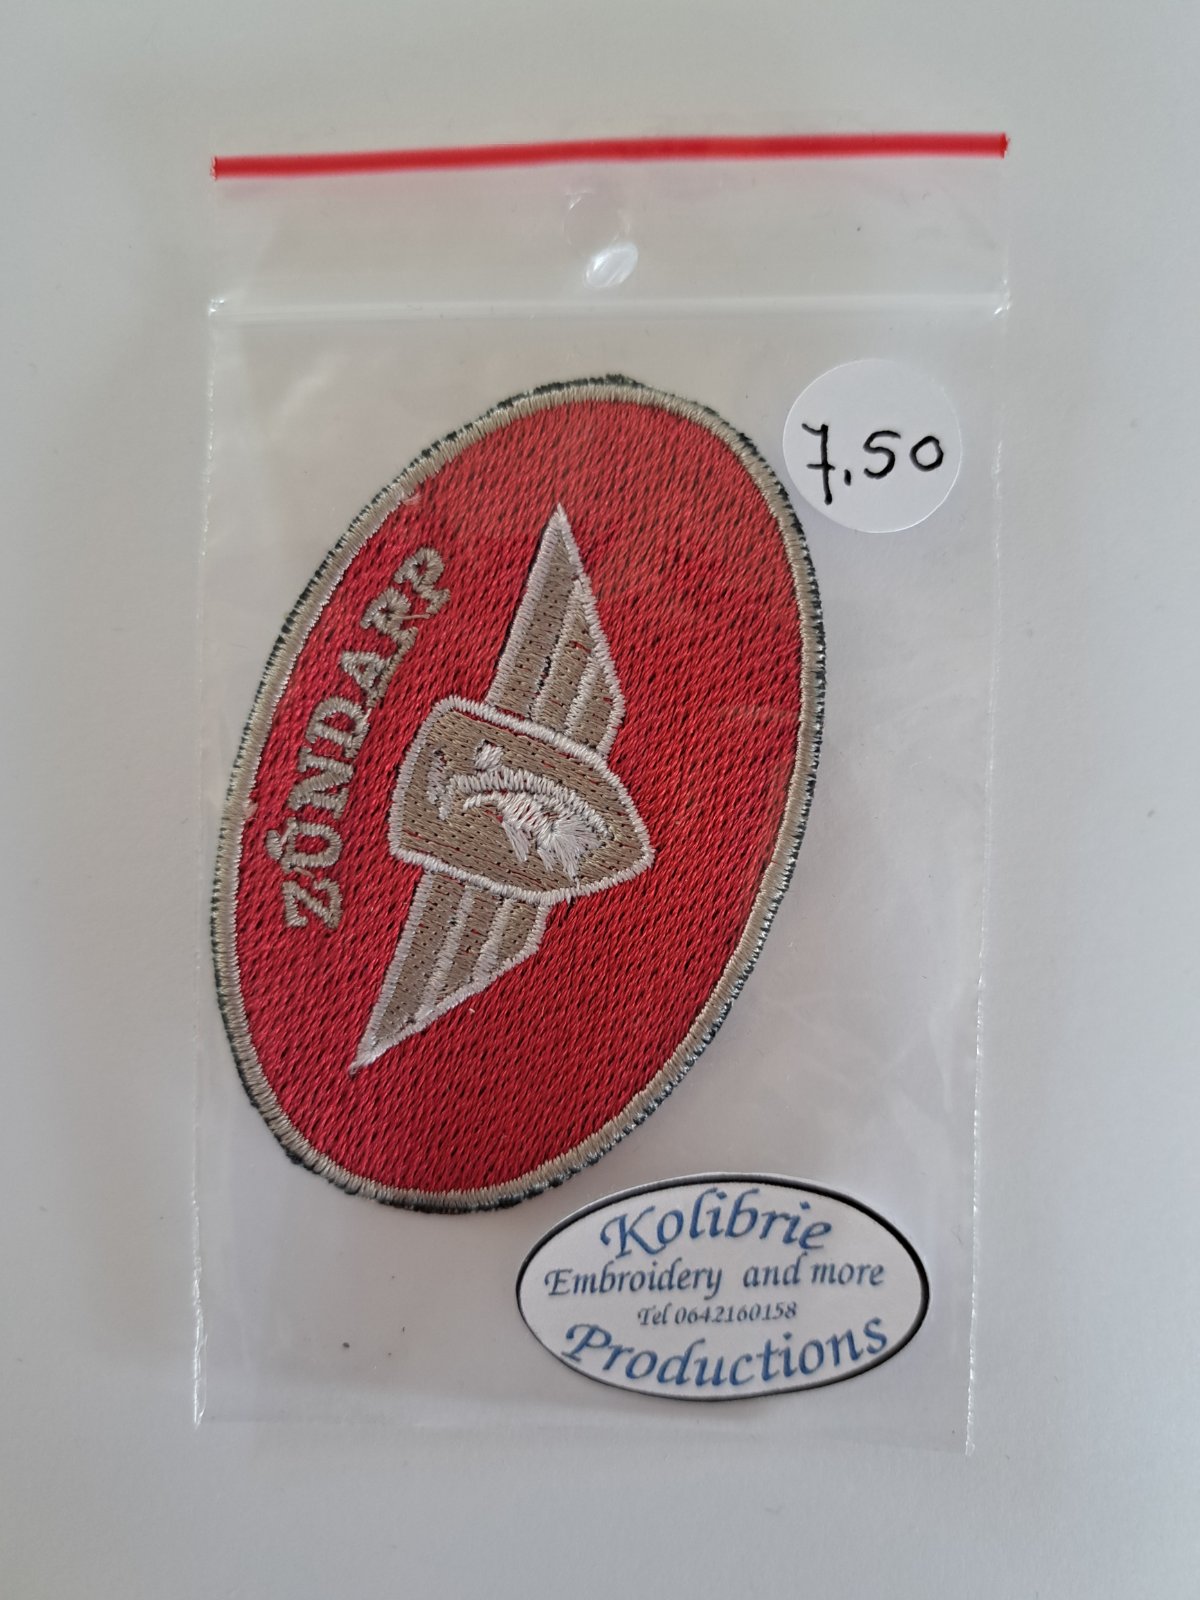 7.50
ZÜNDAPP
Kolibrie
Embroidery and more
Tel 0642160158
Productions